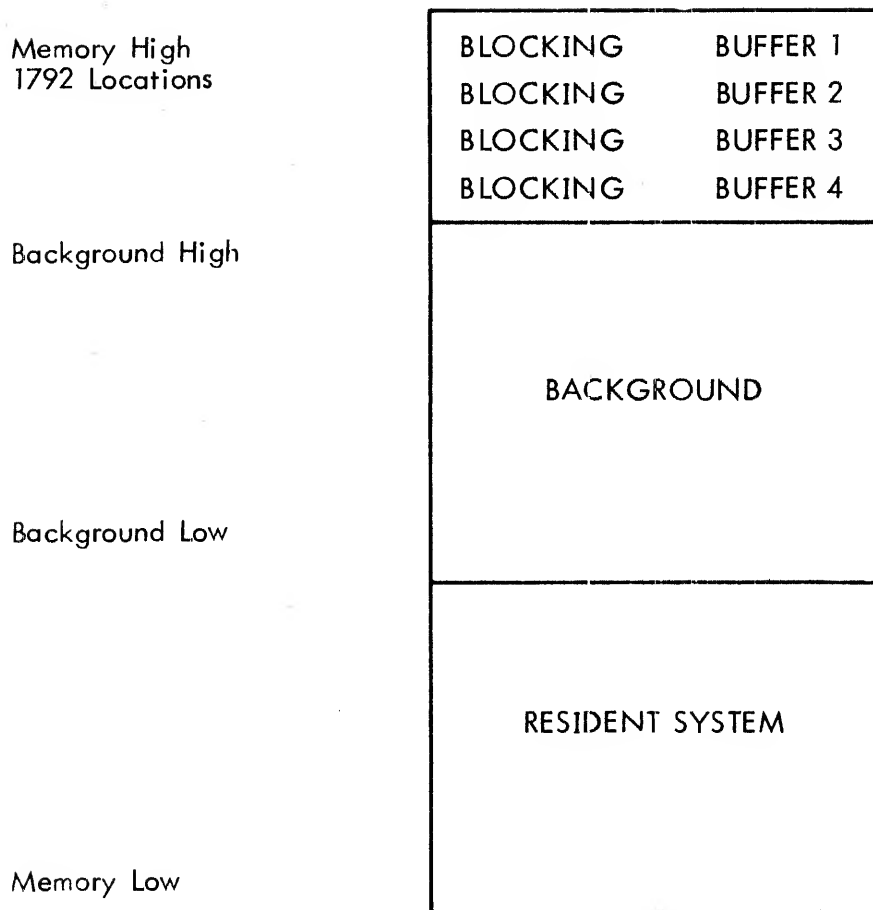 Memory High
1792 Locations
BLOCKING BUFFER 1
BLOCKING BUFFER 2
BLOCKING BUFFER 3
BLOCKING BUFFER 4
Background High
BACKGROUND
Background Low
RESIDENT SYSTEM
Memory Low